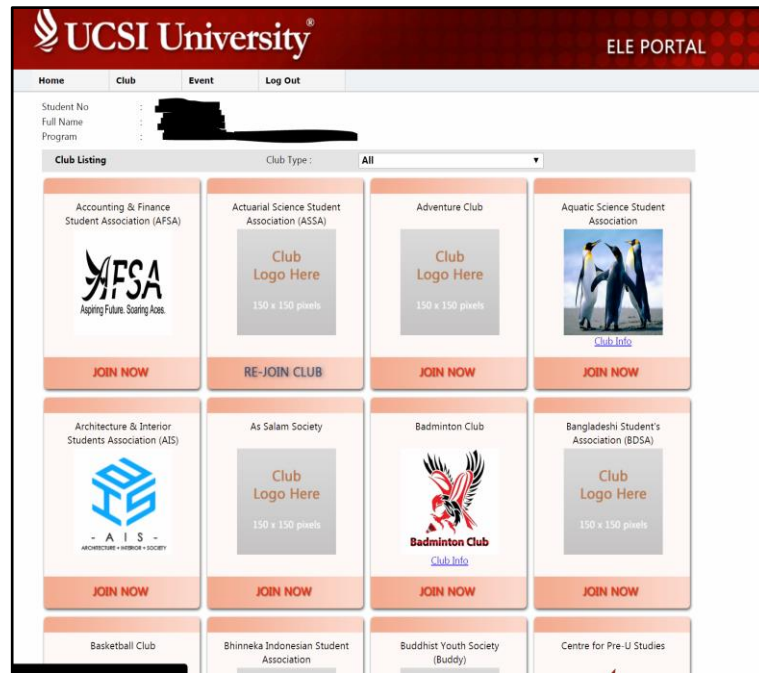 UCSI University®
ELE PORTAL
Home Club Event Log Out
Student No :
Full Name :
Program :
Club Listing Club Type : All
Accounting & Finance
Student Association (AFSA)
AFSA
Aspiring Future. Soaring Aces.
JOIN NOW
Actuarial Science Student
Association (ASSA)
Club
Logo Here
150 x 150 pixels
RE-JOIN CLUB
Adventure Club
Club
Logo Here
150 x 150 pixels
JOIN NOW
Aquatic Science Student
Association
Club Info
JOIN NOW
Architecture & Interior
Students Association (AIS)
- A I S -
ARCHITECTURE + INTERIOR + SOCIETY
JOIN NOW
As Salam Society
Club
Logo Here
150 x 150 pixels
JOIN NOW
Badminton Club
Badminton Club
Club Info
JOIN NOW
Bangladeshi Student's
Association (BDSA)
Club
Logo Here
150 x 150 pixels
JOIN NOW
Basketball Club
Bhinneka Indonesian Student
Association
Buddhist Youth Society
(Buddy)
Centre for Pre-U Studies